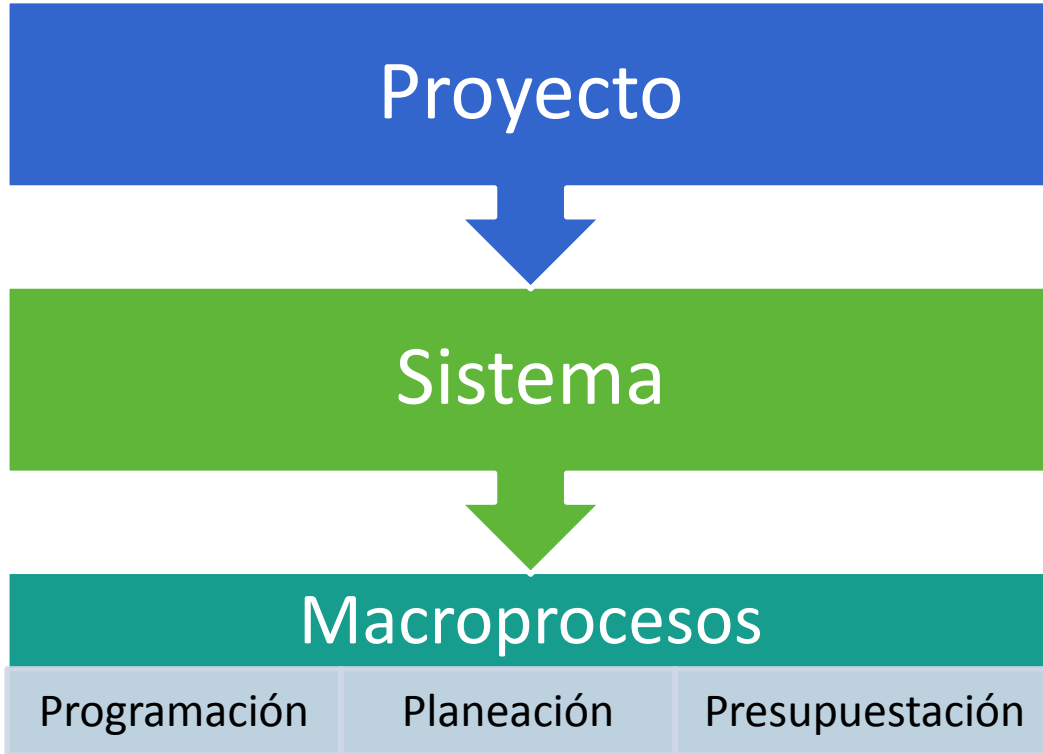 Proyecto
Sistema
Macroprocesos
Programación Planeación Presupuestación